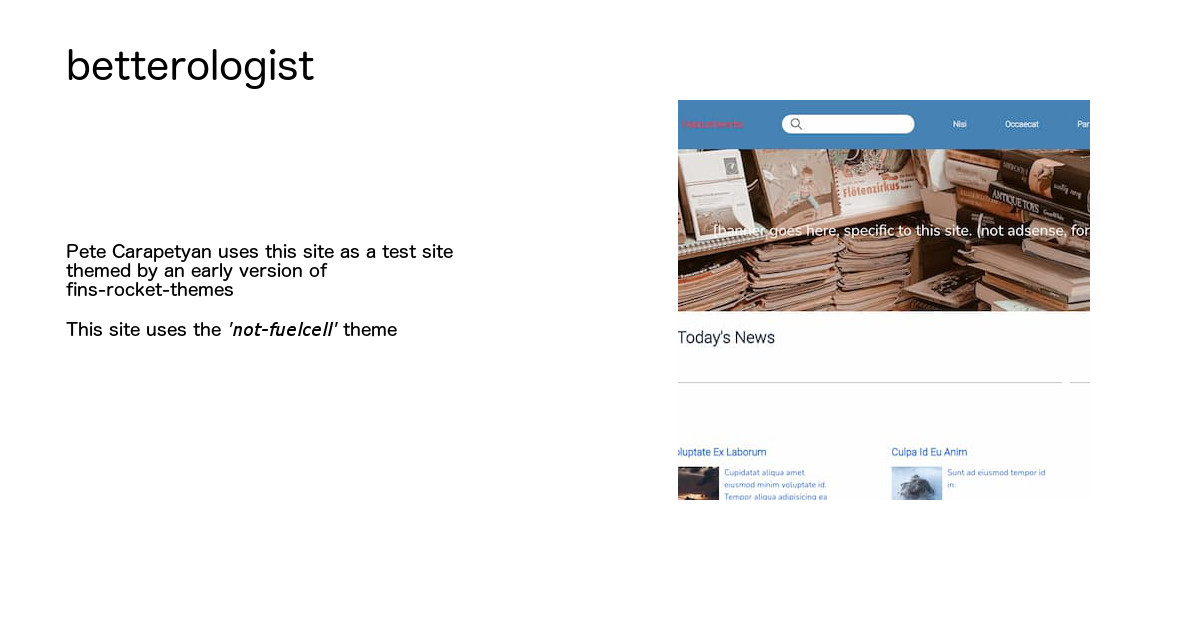 betterologist
Pete Carapetyan uses this site as a test site
themed by an early version of
fins-rocket-themes
This site uses the 'not-fuelcell' theme
Nisi
Occaecat
Par
Flötenzirkus
ANTIQUE TOYS
[banner goes here, specific to this site. (not adsense, for
Today's News
oluptate Ex Laborum
Cupidatat aliqua amet
eiusmod minim voluptate id.
Tempor aliqua adipisicing ea
Culpa Id Eu Anim
Sunt ad eiusmod tempor id
in.